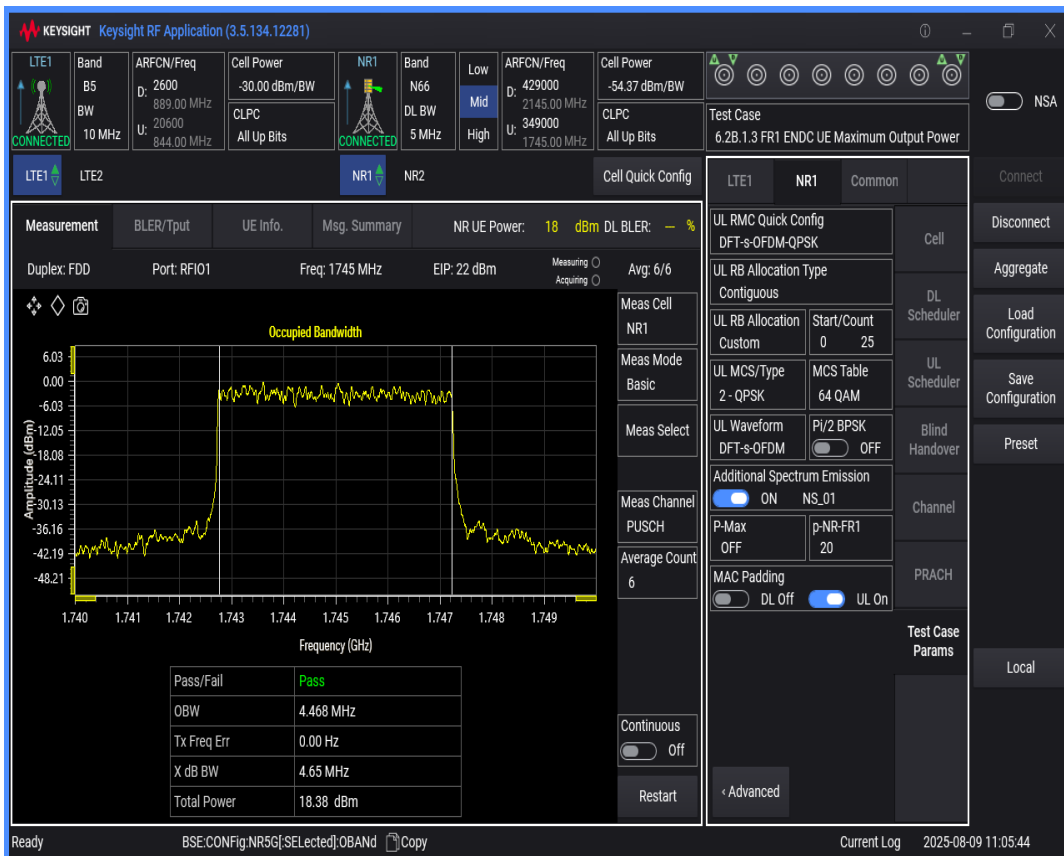 KEYSIGHT Keysight RF Application (3.5.134.12281)
LTE1
CONNECTED
Band
B5
BW
10 MHz
ARFCN/Freq
D: 2600
889.00 MHz
U: 20600
844.00 MHz
Cell Power
-30.00 dBm/BW
CLPC
All Up Bits
NR1
CONNECTED
Band
N66
DL BW
5 MHz
Low
Mid
High
ARFCN/Freq
D: 429000
2145.00 MHz
U: 349000
1745.00 MHz
Cell Power
-54.37 dBm/BW
CLPC
All Up Bits
Test Case
6.2B.1.3 FR1 ENDC UE Maximum Output Power
NSA
LTE1 LTE2
NR1 NR2
Cell Quick Config
Measurement BLER/Tput UE Info. Msg. Summary NR UE Power: 18 dBm DL BLER: -- %
Duplex: FDD Port: RFIO1 Freq: 1745 MHz EIP: 22 dBm Measuring
Acquiring
Avg: 6/6
Occupied Bandwidth
6.03
0.00
-6.03
-12.05
-18.08
-24.11
-30.13
-36.16
-42.19
-48.21
Amplitude (dBm)
1.740 1.741 1.742 1.743 1.744 1.745 1.746 1.747 1.748 1.749
Frequency (GHz)
Pass/Fail Pass
OBW 4.468 MHz
Tx Freq Err 0.00 Hz
X dB BW 4.65 MHz
Total Power 18.38 dBm
Meas Cell
NR1
Meas Mode
Basic
Meas Select
Meas Channel
PUSCH
Average Count
6
Continuous
Off
Restart
LTE1 NR1 Common
UL RMC Quick Config
DFT-s-OFDM-QPSK
UL RB Allocation Type
Contiguous
UL RB Allocation
Custom
Start/Count
0 25
UL MCS/Type
2 - QPSK
MCS Table
64 QAM
UL Waveform
DFT-s-OFDM
Pi/2 BPSK
OFF
Additional Spectrum Emission
ON NS_01
P-Max
OFF
p-NR-FR1
20
MAC Padding
DL Off UL On
‹ Advanced
Cell
DL
Scheduler
UL
Scheduler
Blind
Handover
Channel
PRACH
Test Case
Params
Connect
Disconnect
Aggregate
Load
Configuration
Save
Configuration
Preset
Local
Ready BSE:CONFig:NR5G[:SELected]:OBANd Copy Current Log 2025-08-09 11:05:44